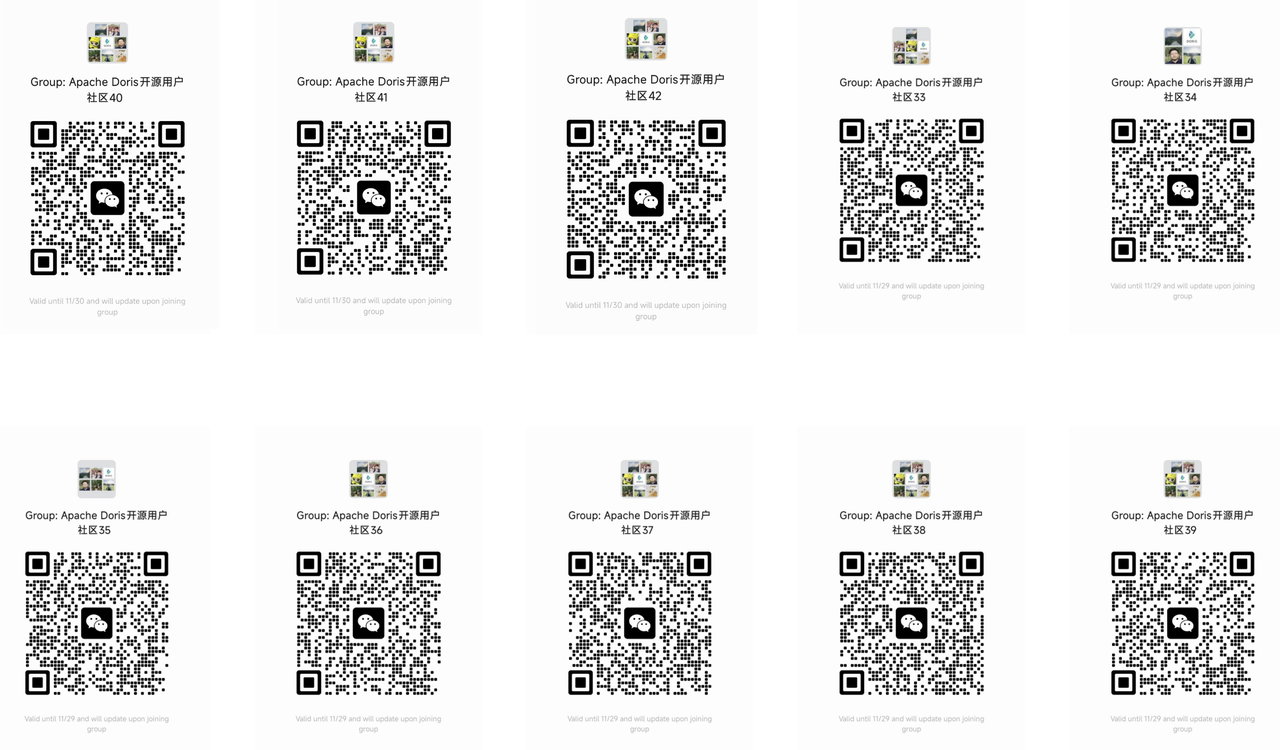 Group: Apache Doris开源用户
社区40
Valid until 11/30 and will update upon joining
group
Group: Apache Doris开源用户
社区41
Valid until 11/30 and will update upon joining
group
Group: Apache Doris开源用户
社区42
Valid until 11/30 and will update upon joining
group
Group: Apache Doris开源用户
社区33
Valid until 11/29 and will update upon joining
group
Group: Apache Doris开源用户
社区34
Valid until 11/29 and will update upon joining
group
Group: Apache Doris开源用户
社区35
Valid until 11/29 and will update upon joining
group
Group: Apache Doris开源用户
社区36
Valid until 11/29 and will update upon joining
group
Group: Apache Doris开源用户
社区37
Valid until 11/29 and will update upon joining
group
Group: Apache Doris开源用户
社区38
Valid until 11/29 and will update upon joining
group
Group: Apache Doris开源用户
社区39
Valid until 11/29 and will update upon joining
group